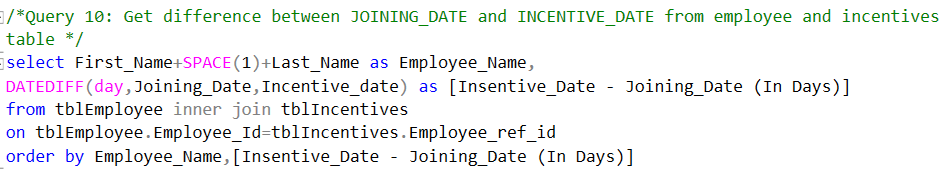 /*Query 10: Get difference between JOINING_DATE and INCENTIVE_DATE from employee and incentives
table */
select First_Name+SPACE(1)+Last_Name as Employee_Name,
DATEDIFF(day,Joining_Date,Incentive_date) as [Insentive_Date - Joining_Date (In Days)]
from tblEmployee inner join tblIncentives
on tblEmployee.Employee_Id=tblIncentives.Employee_ref_id
order by Employee_Name,[Insentive_Date - Joining_Date (In Days)]